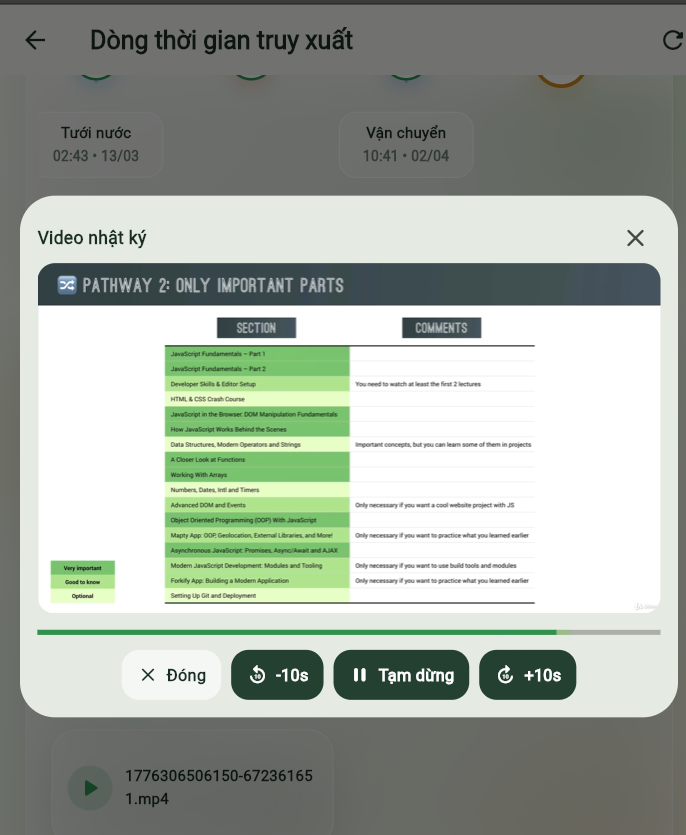 Dòng thời gian truy xuất
Tưới nước
02:43 • 13/03
Vận chuyển
10:41 • 02/04
Video nhật ký
PATHWAY 2: ONLY IMPORTANT PARTS
SECTION COMMENTS
JavaScript Fundamentals – Part 1
JavaScript Fundamentals – Part 2
Developer Skills & Editor Setup You need to watch at least the first 2 lectures
HTML & CSS Crash Course
JavaScript in the Browser: DOM Manipulation Fundamentals
How JavaScript Works Behind the Scenes
Data Structures, Modern Operators and Strings Important concepts, but you can learn some of them in projects
A Closer Look at Functions
Working With Arrays
Numbers, Dates, Intl and Timers
Advanced DOM and Events Only necessary if you want a cool website project with JS
Object Oriented Programming (OOP) With JavaScript
Mapty App: OOP, Geolocation, External Libraries, and More! Only necessary if you want to practice what you learned earlier
Asynchronous JavaScript: Promises, Async/Await and AJAX
Modern JavaScript Development: Modules and Tooling Only necessary if you want to use build tools and modules
Forkify App: Building a Modern Application Only necessary if you want to practice what you learned earlier
Setting Up Git and Deployment
Very important
Good to know
Optional
Đóng
10 -10s
Tạm dừng
10 +10s
1776306506150-67236165
1.mp4